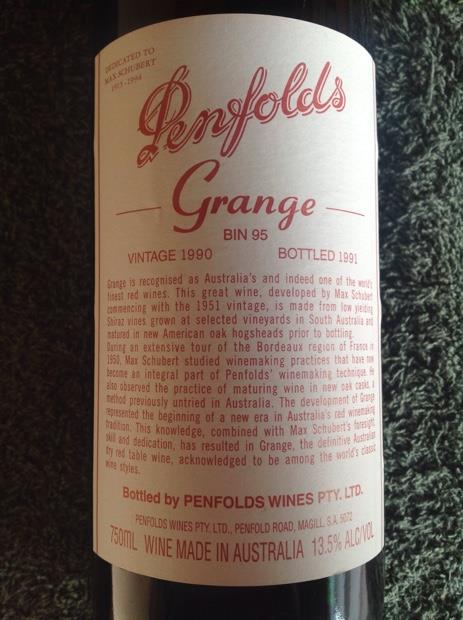 DEDICATED TO
MAX SCHUBERT
1915 - 1994
Penfolds
Grange
BIN 95
VINTAGE 1990 BOTTLED 1991
Grange is recognised as Australia's and indeed one of the world's
finest red wines. This great wine, developed by Max Schubert
commencing with the 1951 vintage, is made from low yielding
Shiraz vines grown at selected vineyards in South Australia and
matured in new American oak hogsheads prior to bottling.
During an extensive tour of the Bordeaux region of France in
1950, Max Schubert studied winemaking practices that have now
become an integral part of Penfolds' winemaking technique. He
also observed the practice of maturing wine in new oak casks, a
method previously untried in Australia. The development of Grange
represented the beginning of a new era in Australia's red winemaking
tradition. This knowledge, combined with Max Schubert's foresight,
skill and dedication, has resulted in Grange, the definitive Australian
dry red table wine, acknowledged to be among the world's classic
wine styles.
Bottled by PENFOLDS WINES PTY. LTD.
PENFOLDS WINES PTY. LTD., PENFOLD ROAD, MAGILL, S.A. 5072
750ML WINE MADE IN AUSTRALIA 13.5% ALC/VOL